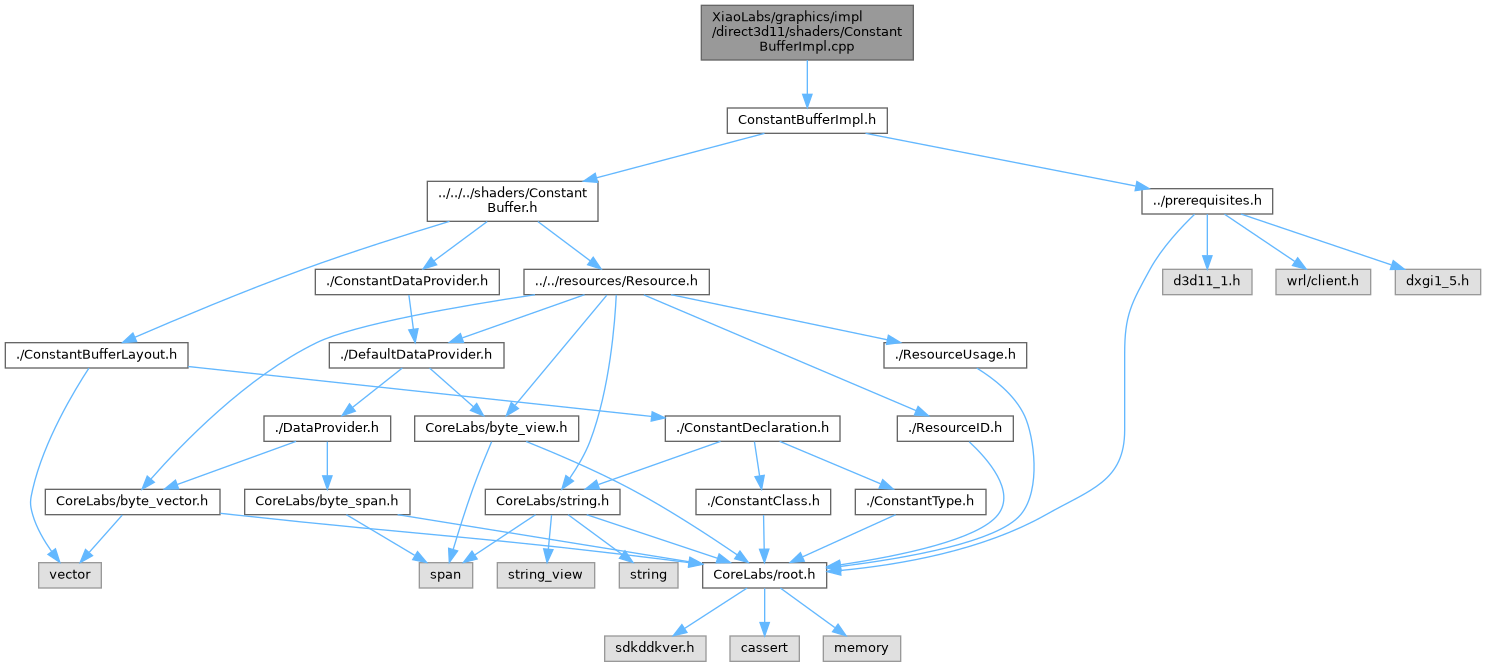 XiaoLabs/graphics/impl
/direct3d11/shaders/Constant
BufferImpl.cpp
ConstantBufferImpl.h
../../../shaders/Constant
Buffer.h
../prerequisites.h
./ConstantDataProvider.h
../../resources/Resource.h
d3d11_1.h
wrl/client.h
dxgi1_5.h
./ConstantBufferLayout.h
./DefaultDataProvider.h
./ResourceUsage.h
./DataProvider.h
CoreLabs/byte_view.h
./ConstantDeclaration.h
./ResourceID.h
CoreLabs/byte_vector.h
CoreLabs/byte_span.h
CoreLabs/string.h
./ConstantClass.h
./ConstantType.h
vector
span
string_view
string
CoreLabs/root.h
sdkddkver.h
cassert
memory